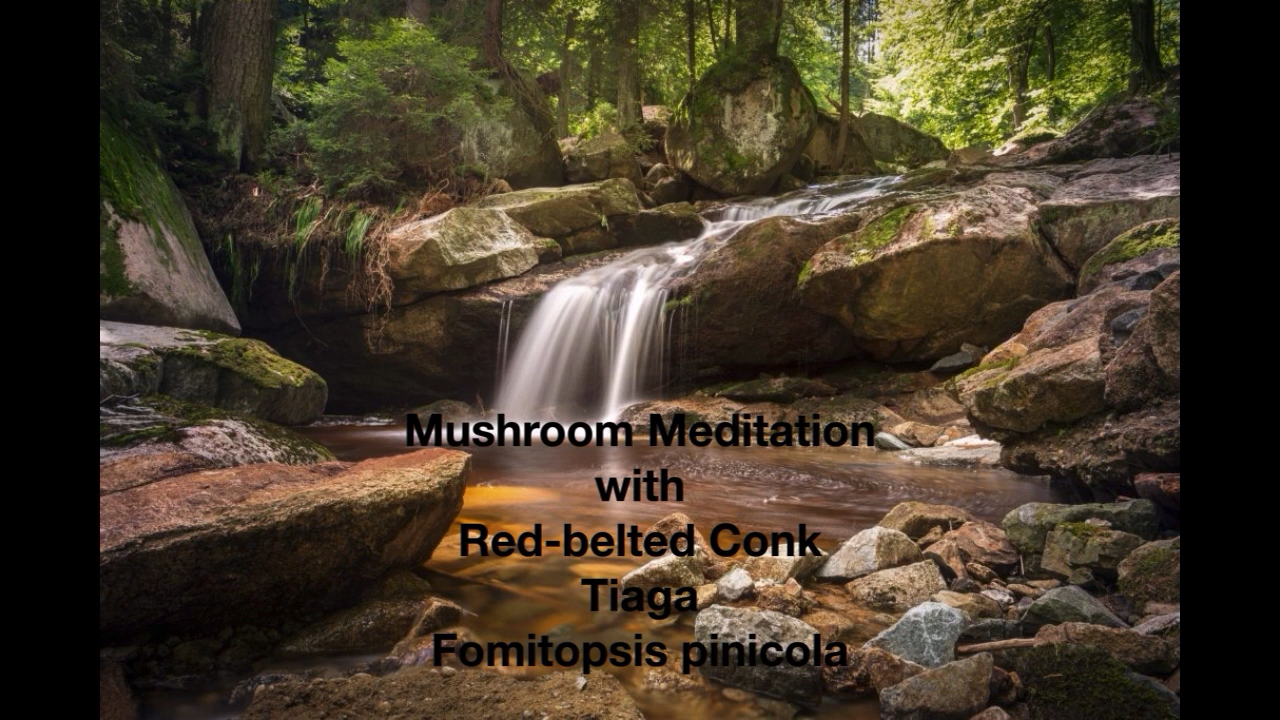 Mushroom Meditation
with
Red-belted Conk
Tiaga
Fomitopsis pinicola